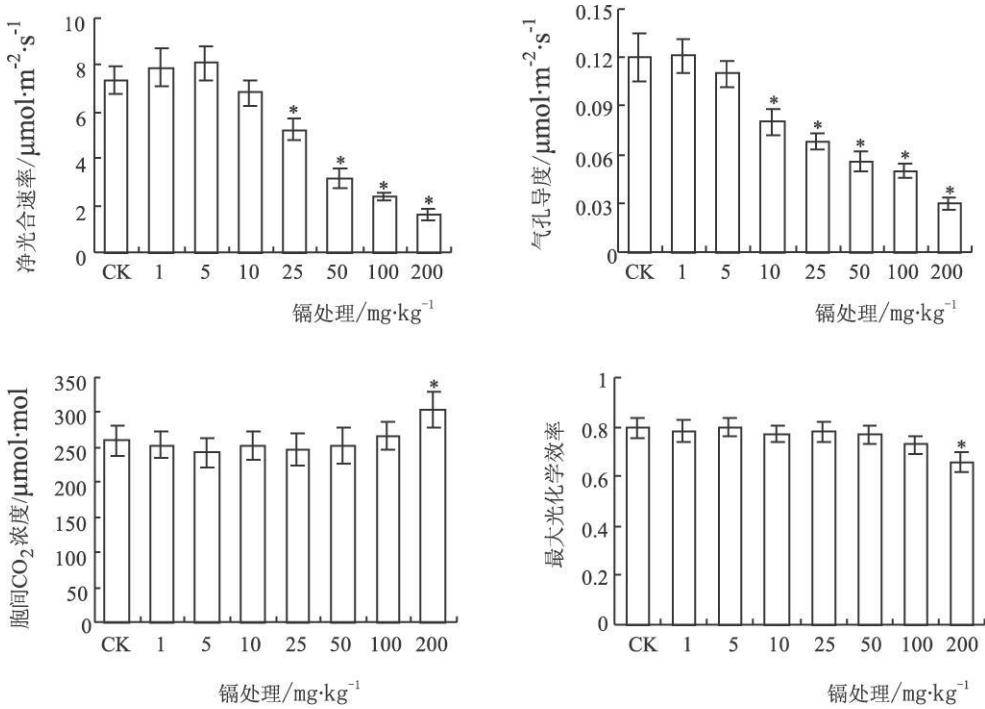 净光合速率/μmol·m⁻²·s⁻¹
10
8
6
4
2
0
* * * *
CK 1 5 10 25 50 100 200
镉处理/mg·kg⁻¹
气孔导度/μmol·m⁻²·s⁻¹
0.15
0.12
0.09
0.06
0.03
0
* * * * *
CK 1 5 10 25 50 100 200
镉处理/mg·kg⁻¹
胞间CO₂浓度/μmol·mol
350
300
250
200
150
100
50
0
*
CK 1 5 10 25 50 100 200
镉处理/mg·kg⁻¹
最大光化学效率
1
0.8
0.6
0.4
0.2
0
*
CK 1 5 10 25 50 100 200
镉处理/mg·kg⁻¹